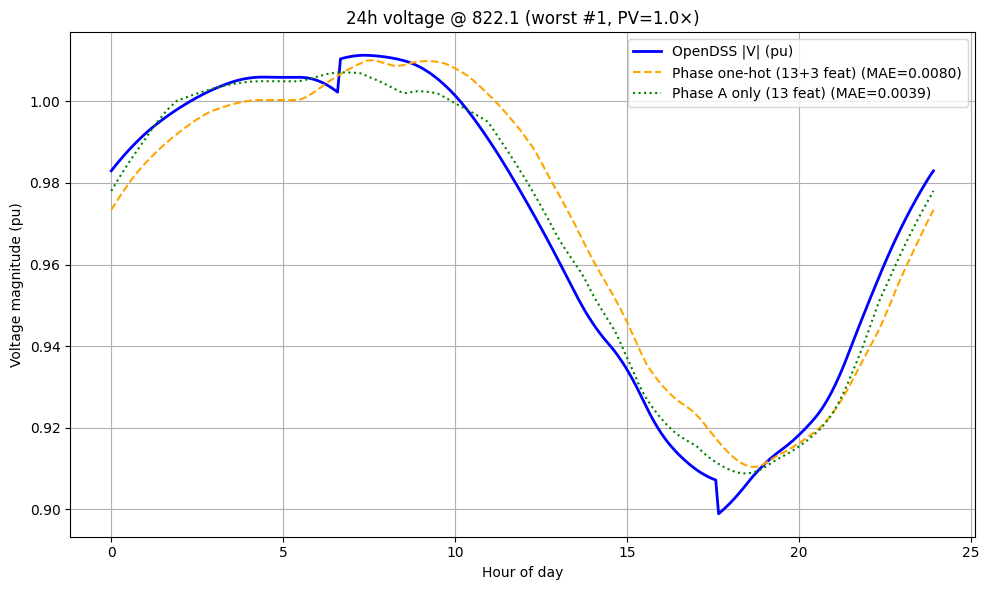 24h voltage @ 822.1 (worst #1, PV=1.0×)
OpenDSS |V| (pu)
Phase one-hot (13+3 feat) (MAE=0.0080)
Phase A only (13 feat) (MAE=0.0039)
Voltage magnitude (pu)
1.00
0.98
0.96
0.94
0.92
0.90
0 5 10 15 20 25
Hour of day